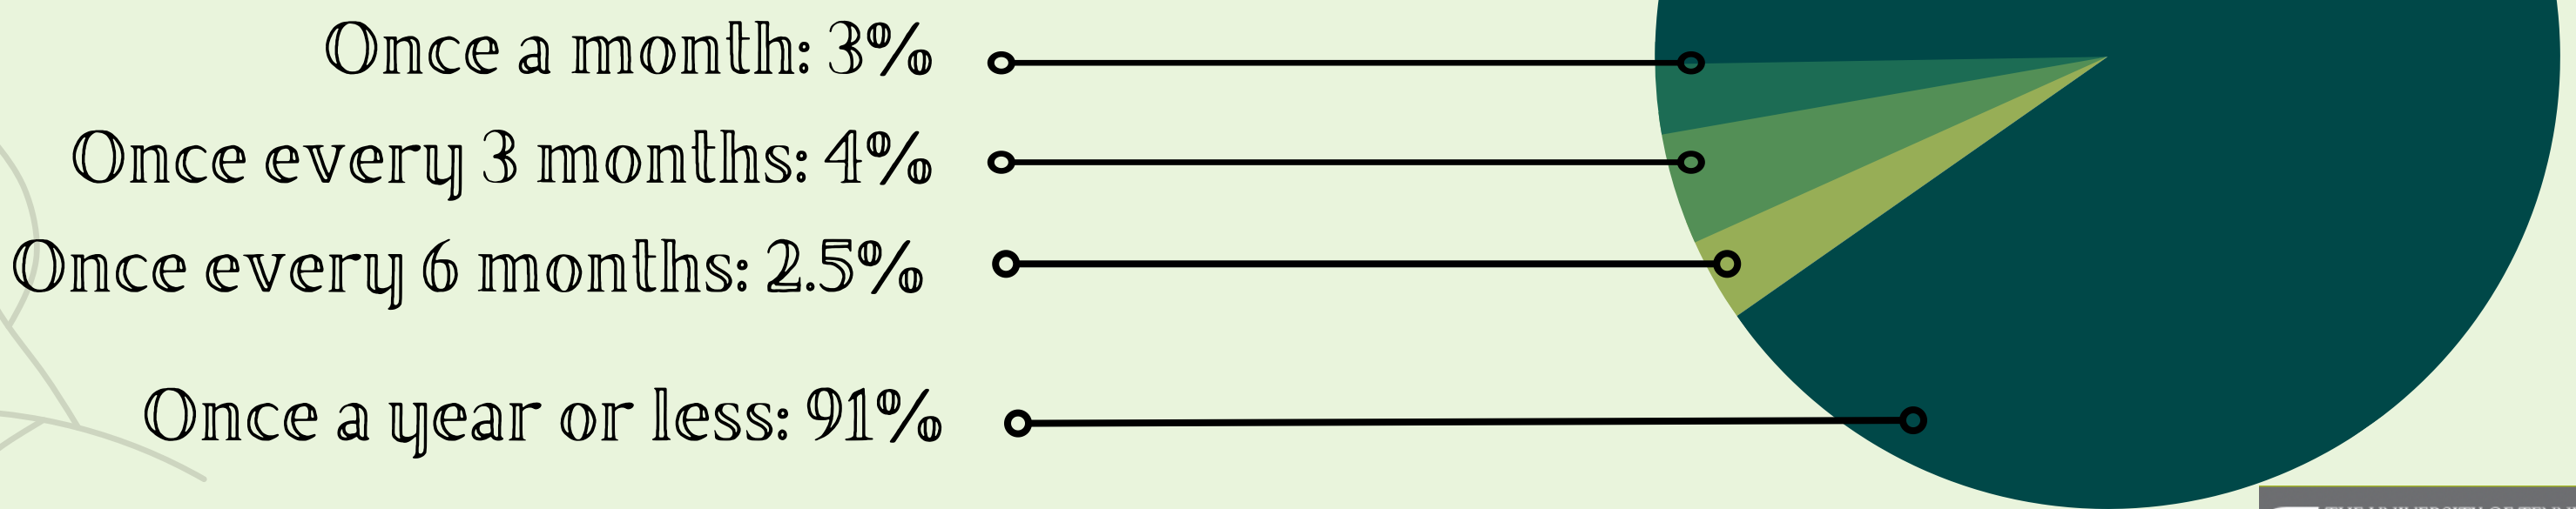 Once a month: 3%
Once every 3 months: 4%
Once every 6 months: 2.5%
Once a year or less: 91%